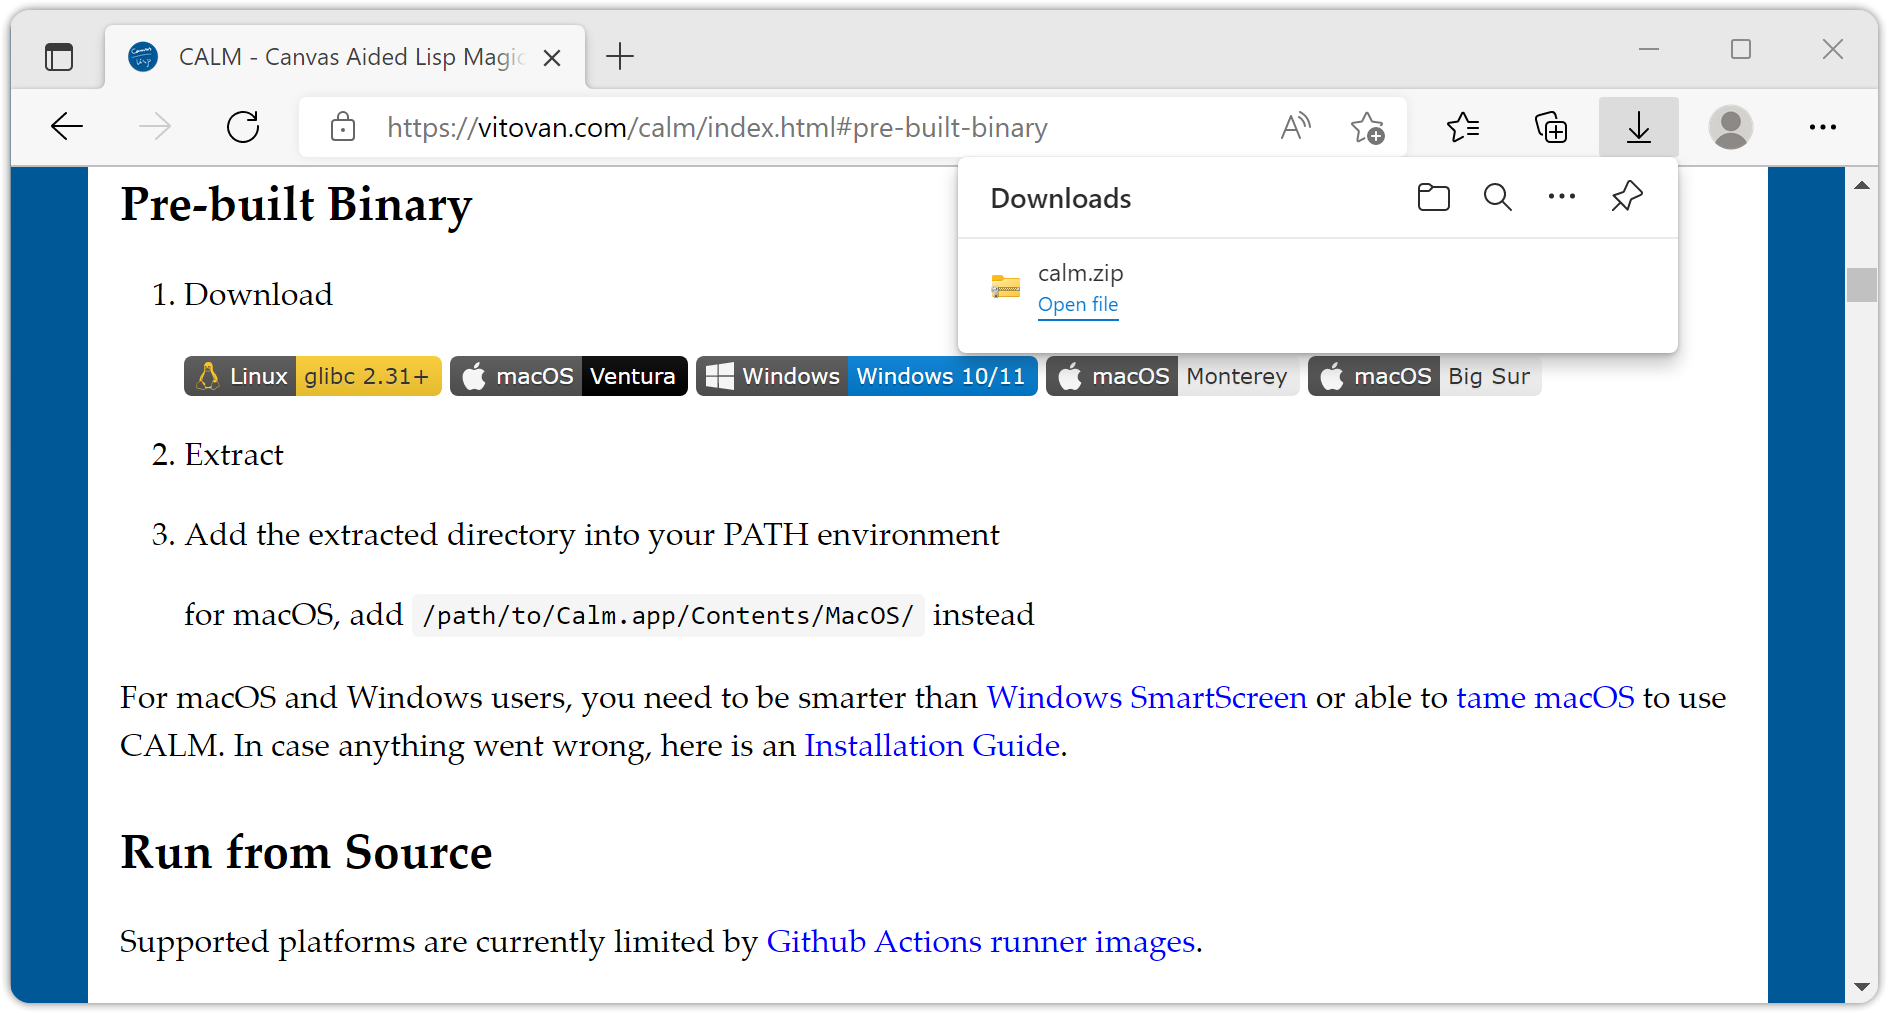 CALM - Canvas Aided Lisp Magic
https://vitovan.com/calm/index.html#pre-built-binary
Downloads
calm.zip
Open file
Pre-built Binary
1. Download
Linux glibc 2.31+ macOS Ventura Windows Windows 10/11 macOS Monterey macOS Big Sur
2. Extract
3. Add the extracted directory into your PATH environment
for macOS, add /path/to/Calm.app/Contents/MacOS/ instead
For macOS and Windows users, you need to be smarter than Windows SmartScreen or able to tame macOS to use
CALM. In case anything went wrong, here is an Installation Guide.
Run from Source
Supported platforms are currently limited by Github Actions runner images.